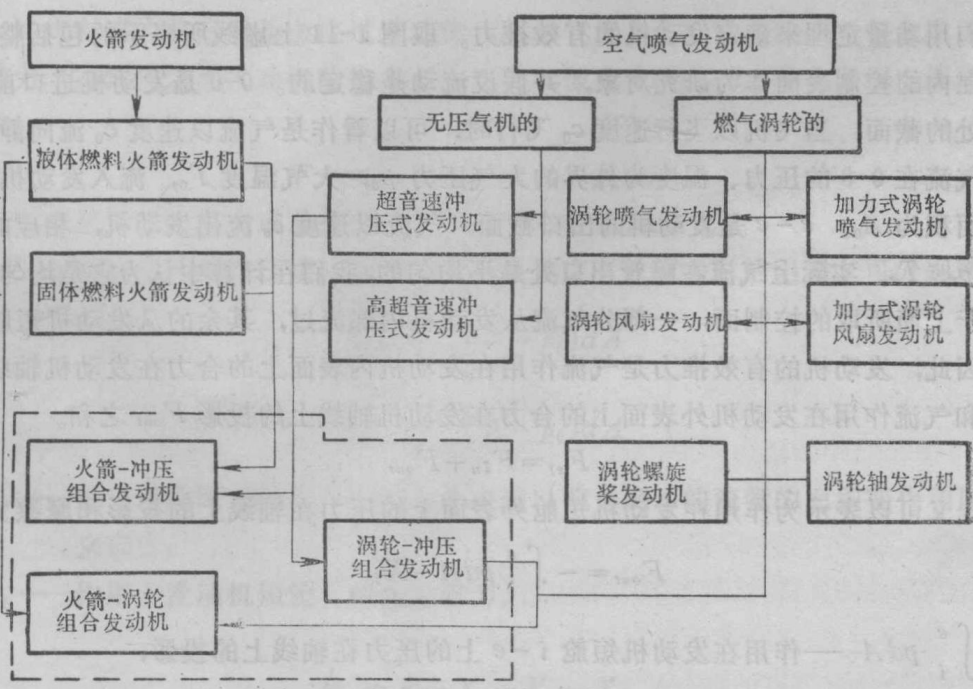 火箭发动机
空气喷气发动机
无压气机的
燃气涡轮的
液体燃料火箭发动机
超音速冲
压式发动机
涡轮喷气发动机
加力式涡轮
喷气发动机
固体燃料火箭发动机
高超音速冲
压式发动机
涡轮风扇发动机
加力式涡轮
风扇发动机
火箭-冲压
组合发动机
涡轮螺旋
桨发动机
涡轮轴发动机
涡轮-冲压
组合发动机
火箭-涡轮
组合发动机